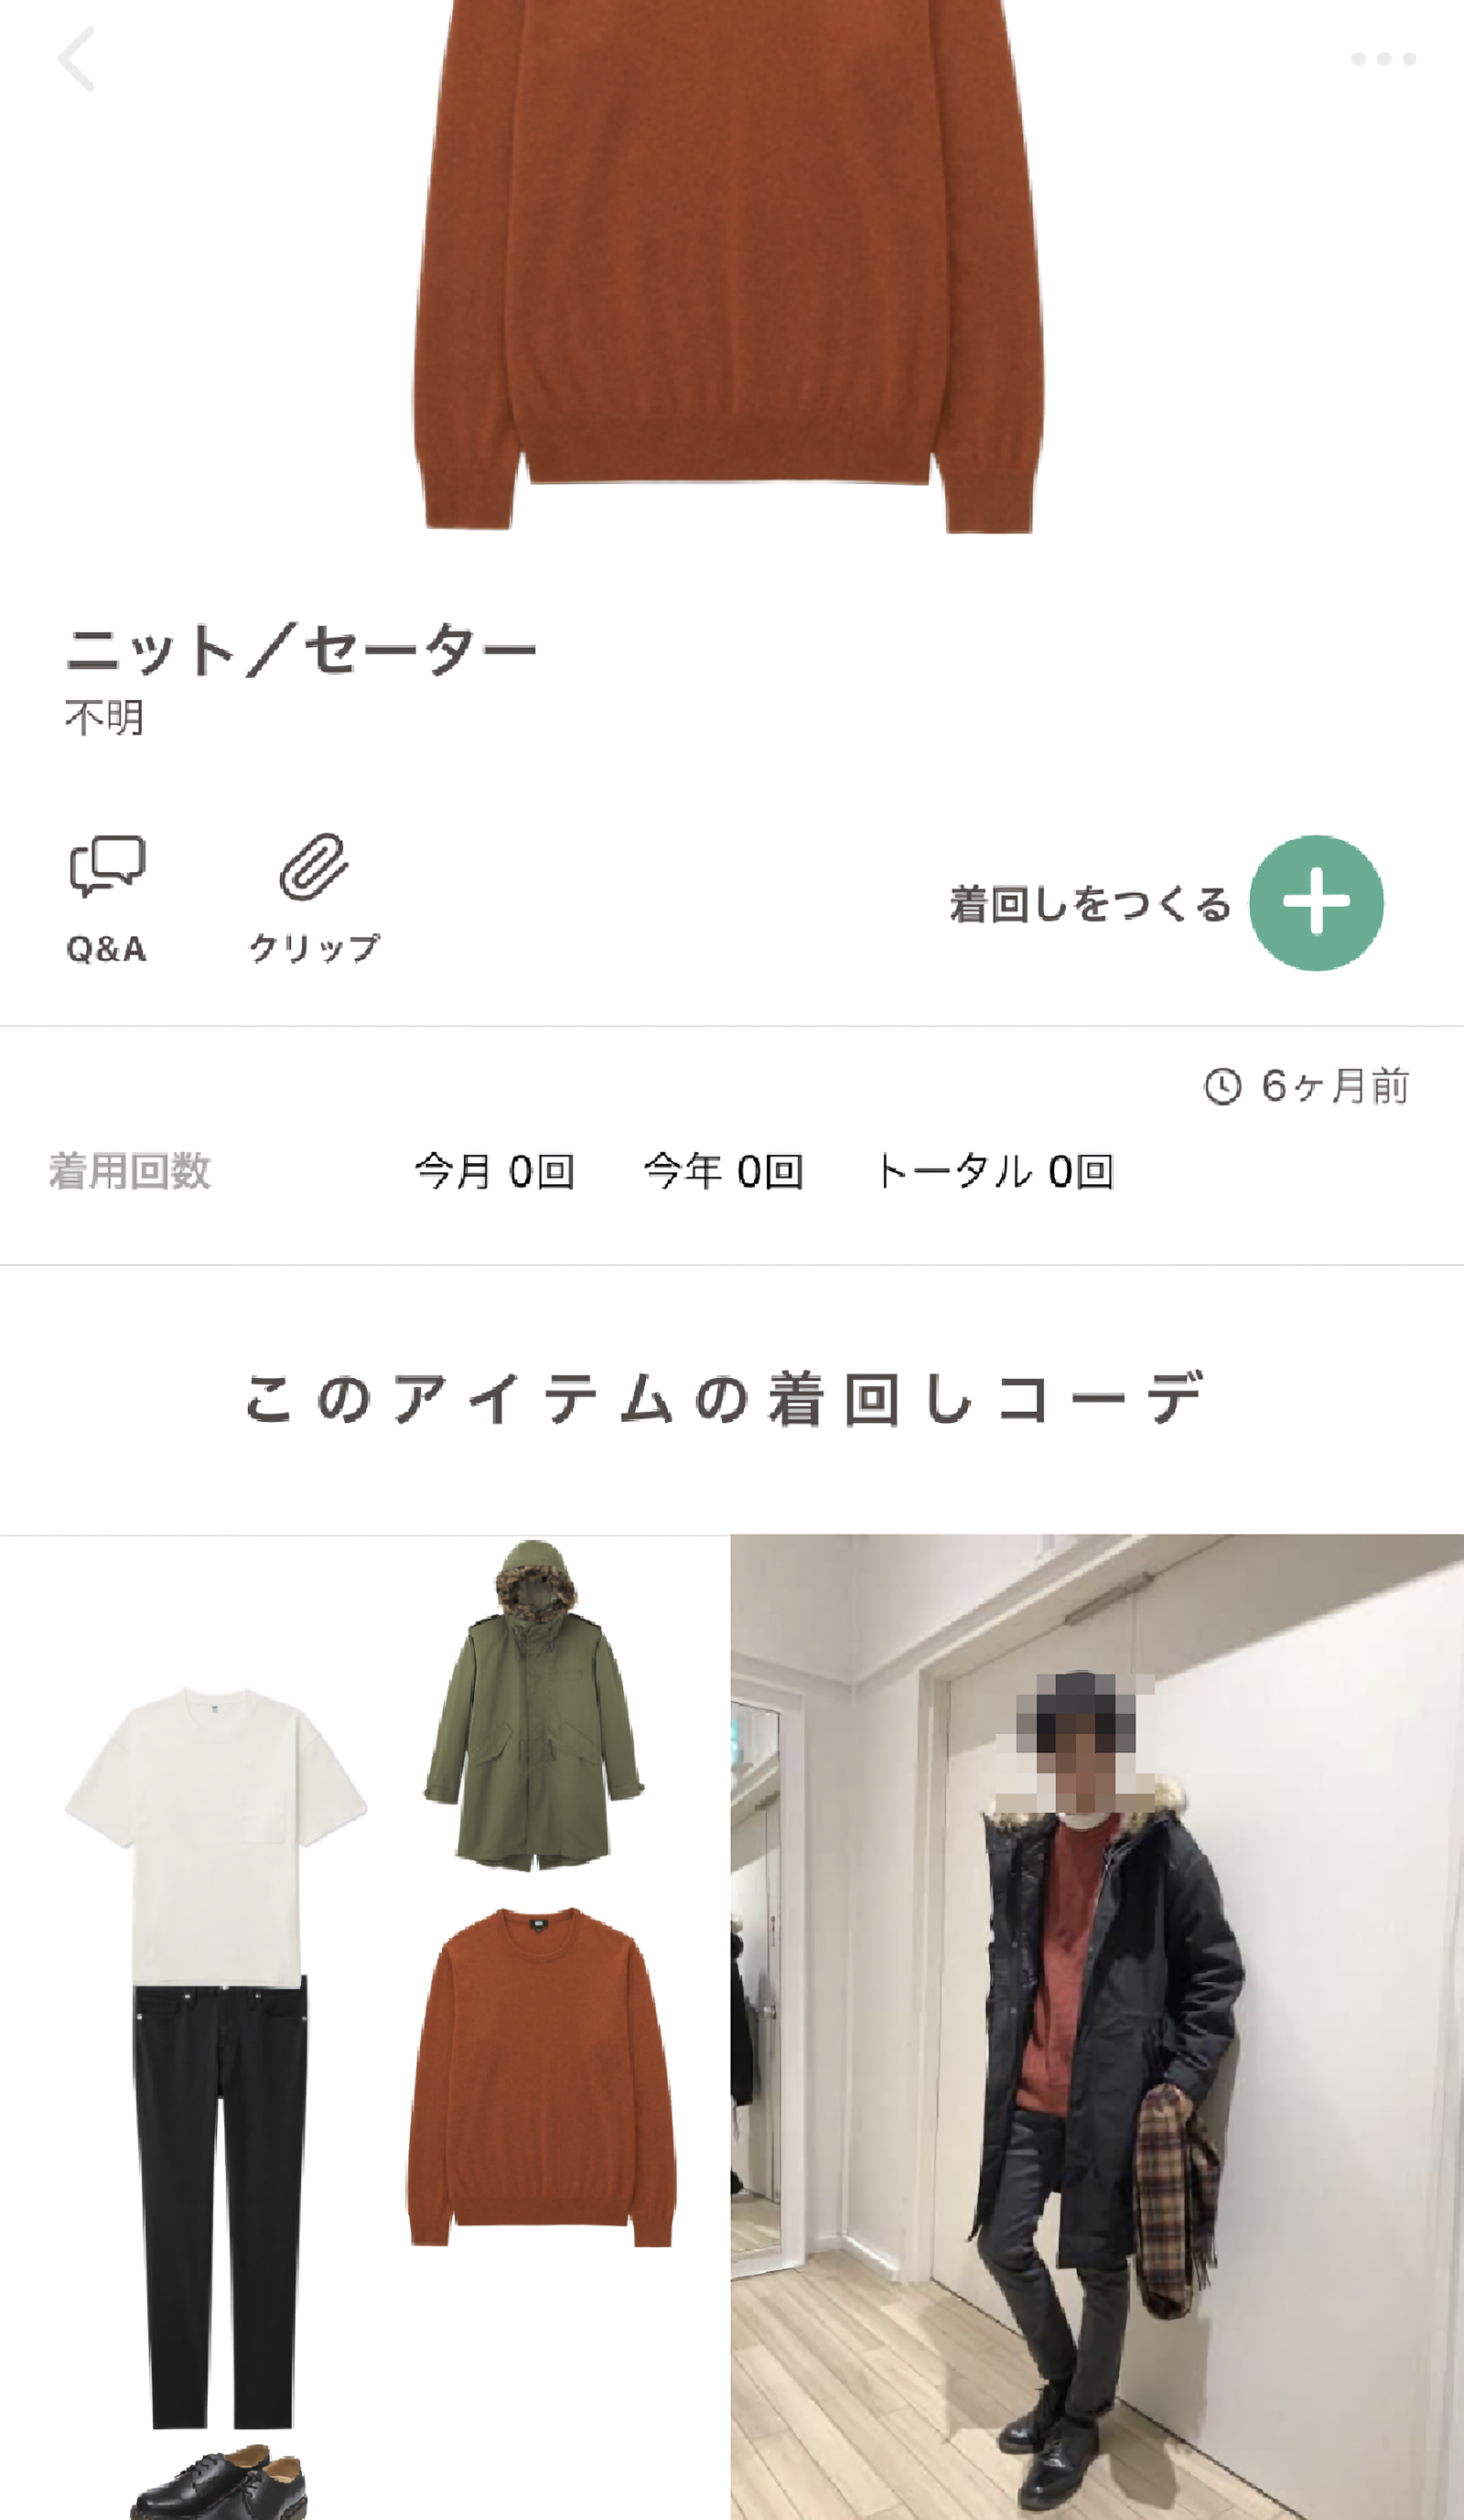 ニット／セーター
不明
Q&A
クリップ
着回しをつくる
6ヶ月前
着用回数 今月 0回 今年 0回 トータル 0回
このアイテムの着回しコーデ